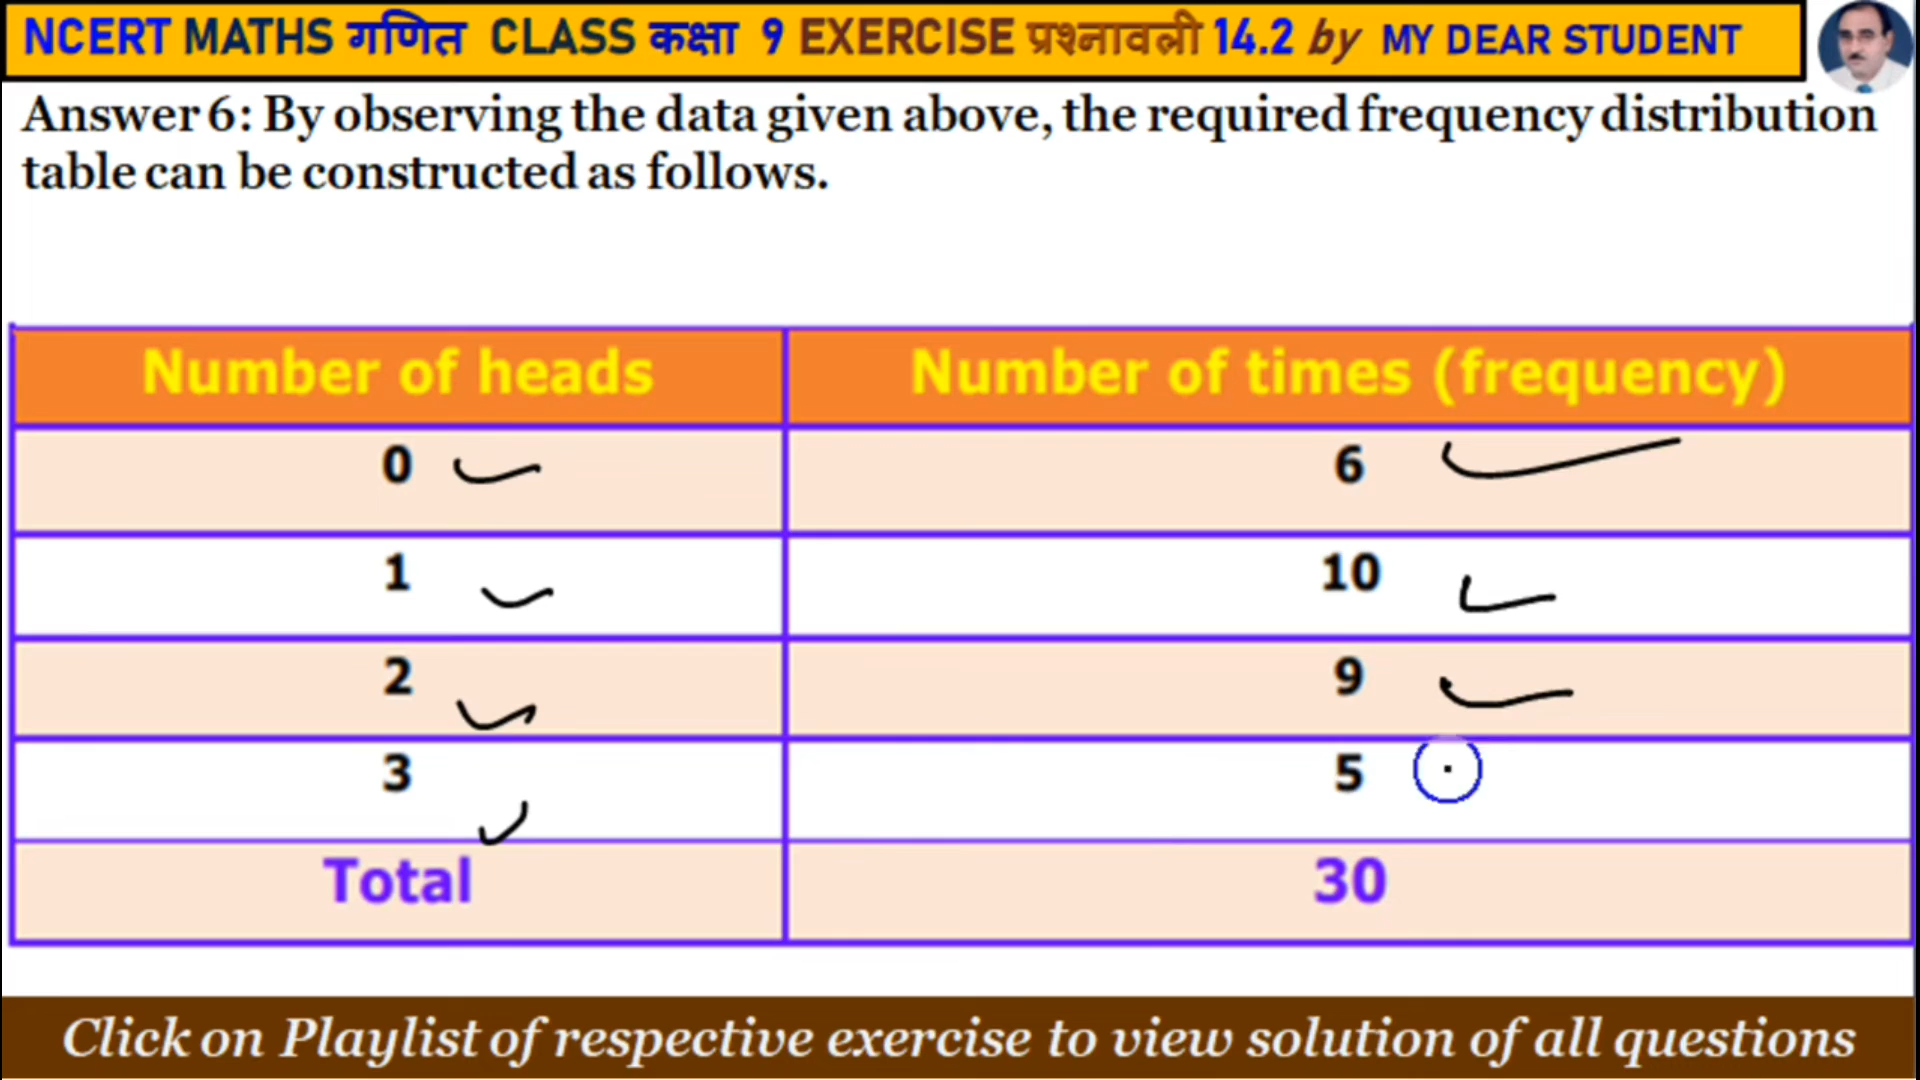 NCERT MATHS गणित CLASS कक्षा 9 EXERCISE प्रश्नावली 14.2 by MY DEAR STUDENT
Answer 6: By observing the data given above, the required frequency distribution
table can be constructed as follows.
Number of heads Number of times (frequency)
0 6
1 10
2 9
3 5
Total 30
Click on Playlist of respective exercise to view solution of all questions